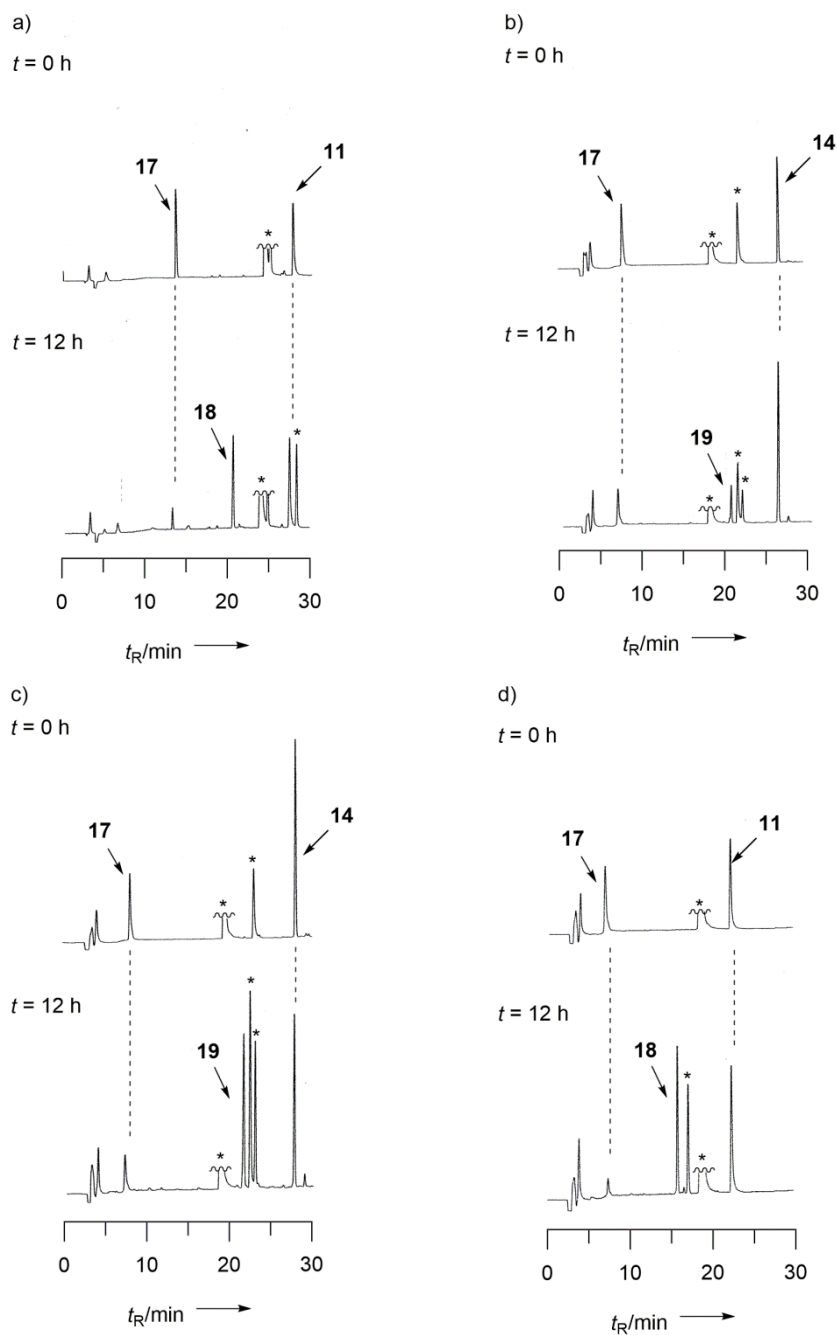 a)
t = 0 h
17
11
*
t = 12 h
18
*
*
0 10 20 30
tR/min
b)
t = 0 h
17
14
*
*
t = 12 h
19
*
*
*
0 10 20 30
tR/min
c)
t = 0 h
17
14
*
*
t = 12 h
19
*
*
*
0 10 20 30
tR/min
d)
t = 0 h
17
11
*
t = 12 h
18
*
*
0 10 20 30
tR/min